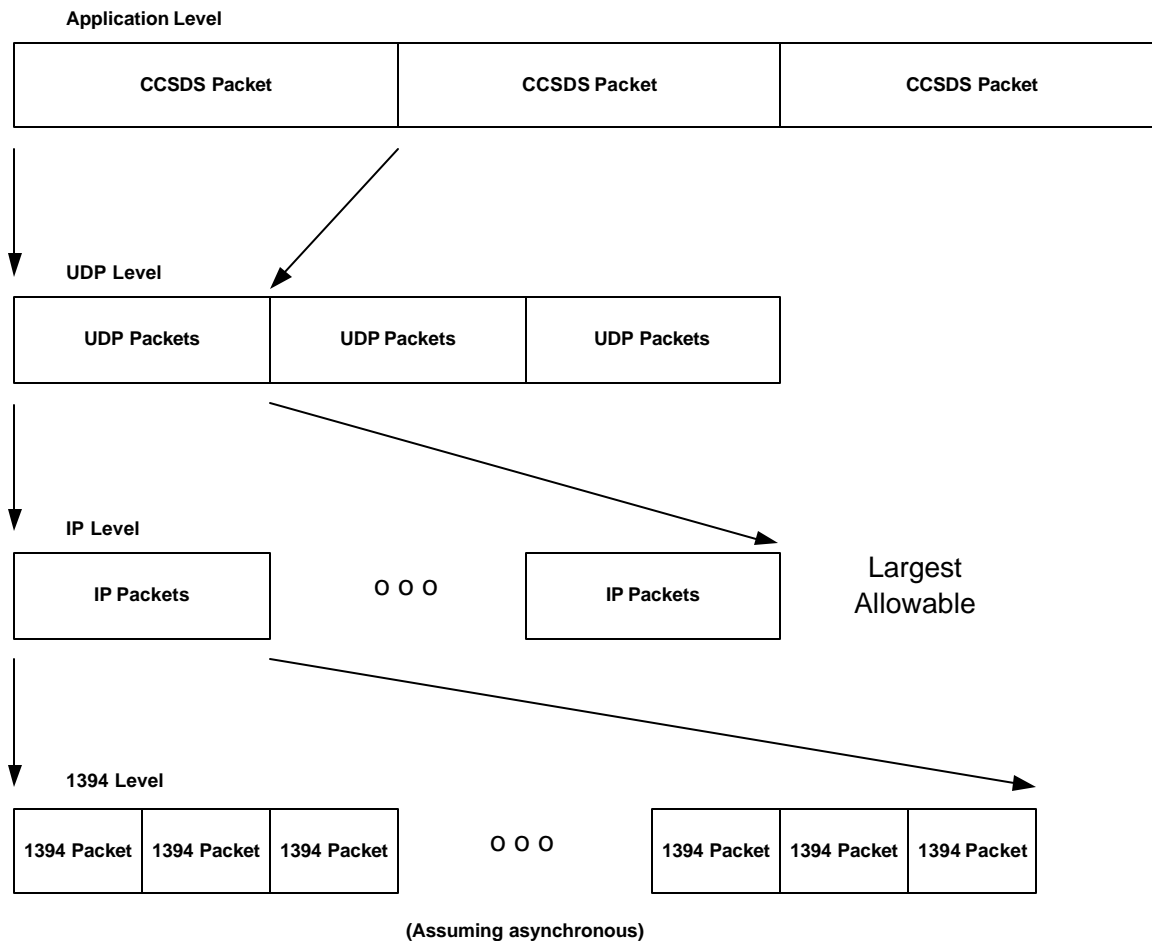 Application Level
CCSDS Packet CCSDS Packet CCSDS Packet
UDP Level
UDP Packets UDP Packets UDP Packets
IP Level
IP Packets o o o IP Packets
Largest
Allowable
1394 Level
1394 Packet 1394 Packet 1394 Packet o o o 1394 Packet 1394 Packet 1394 Packet
(Assuming asynchronous)